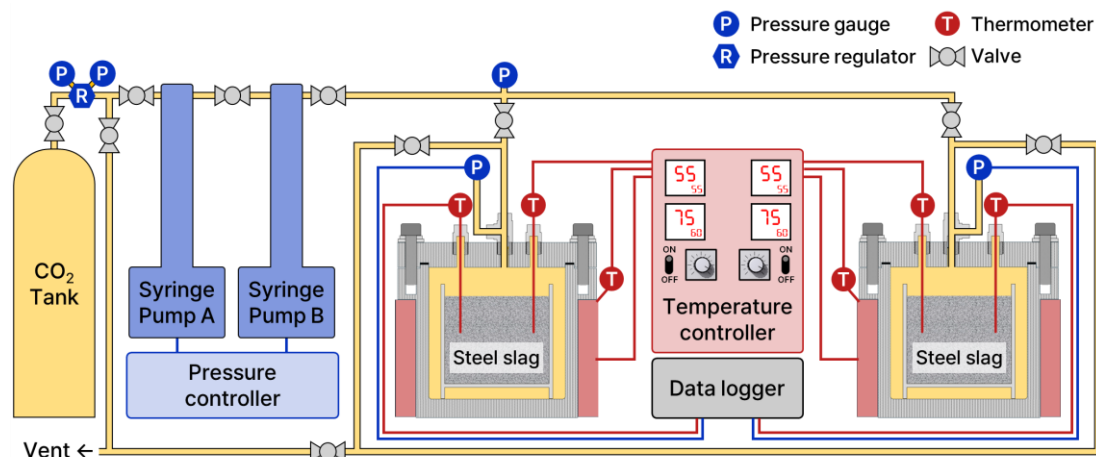 P Pressure gauge
T Thermometer
R Pressure regulator
Valve
P P
R
P
P
P
T
T
T
T
T
T
55
55
55
55
75
60
75
60
ON
OFF
ON
OFF
CO₂
Tank
Syringe
Pump A
Syringe
Pump B
Pressure
controller
Temperature
controller
Steel slag
Steel slag
Data logger
Vent ←